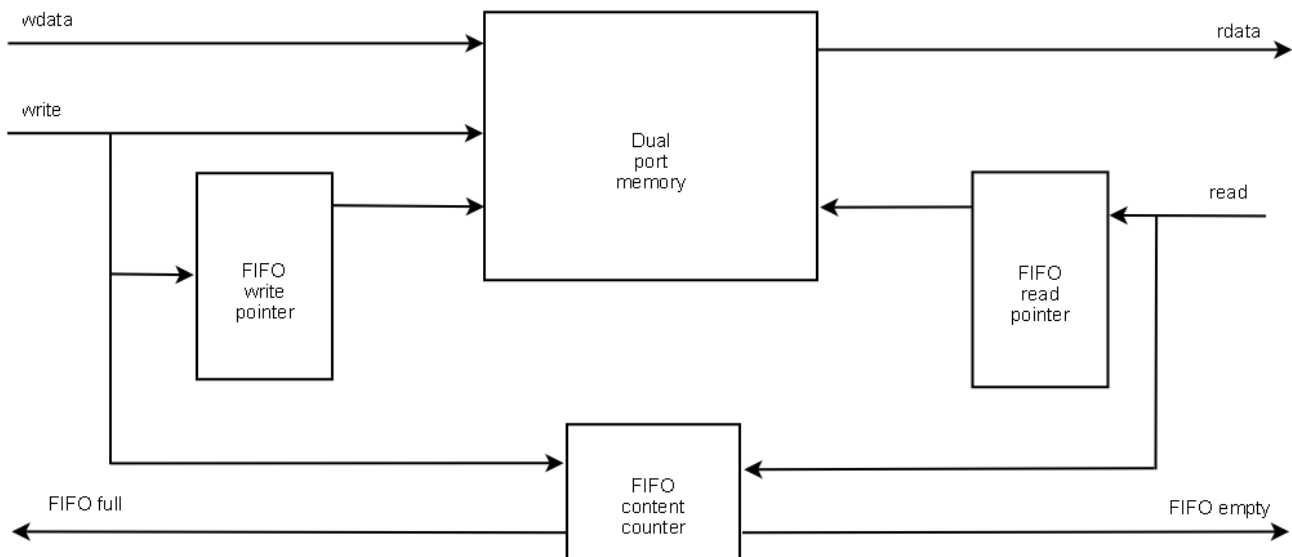 wdata
rdata
write
Dual
port
memory
read
FIFO
write
pointer
FIFO
read
pointer
FIFO full
FIFO
content
counter
FIFO empty